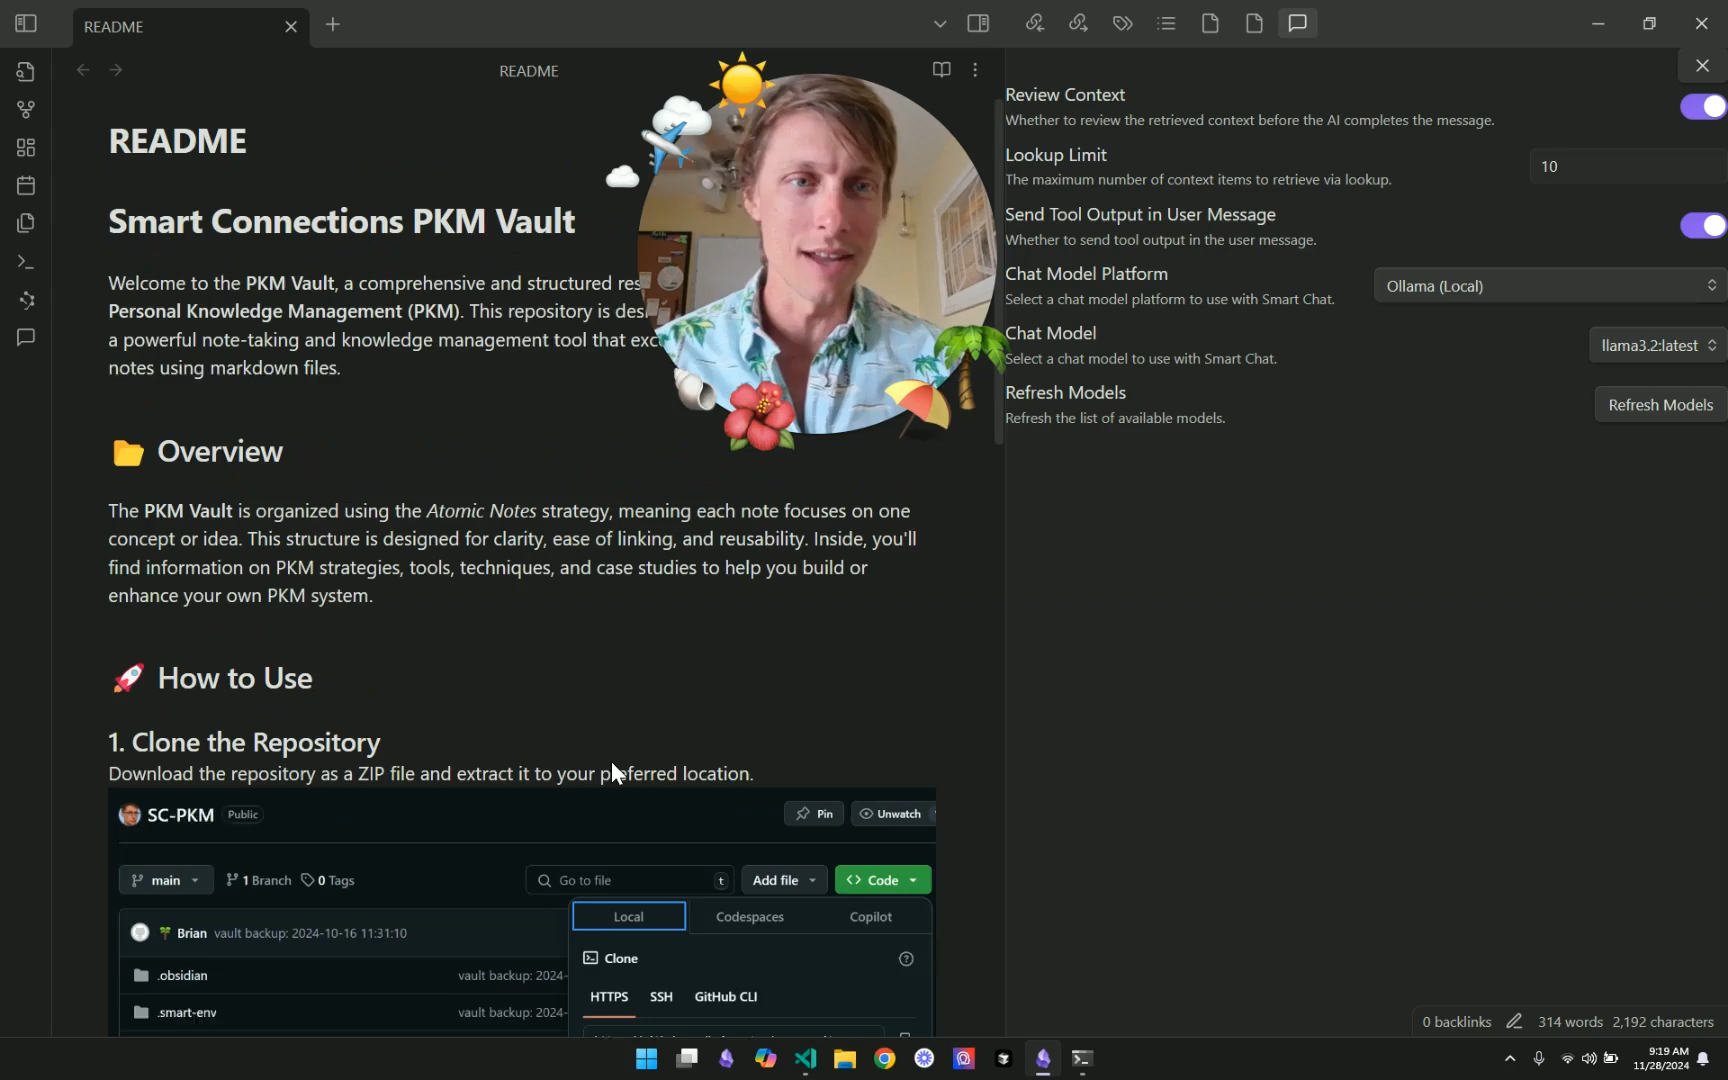 README
README
README
Smart Connections PKM Vault
Welcome to the PKM Vault, a comprehensive and structured
Personal Knowledge Management (PKM). This repository is
a powerful note-taking and knowledge management tool that
notes using markdown files.
📁 Overview
The PKM Vault is organized using the Atomic Notes strategy, meaning each note focuses on one
concept or idea. This structure is designed for clarity, ease of linking, and reusability. Inside, you'll
find information on PKM strategies, tools, techniques, and case studies to help you build or
enhance your own PKM system.
🚀 How to Use
1. Clone the Repository
Download the repository as a ZIP file and extract it to your preferred location.
SC-PKM Public
Pin
Unwatch
main
1 Branch
0 Tags
Go to file
t
Add file
<> Code
Local
Codespaces
Copilot
🌴 Brian vault backup: 2024-10-16 11:31:10
Clone
.obsidian
vault backup: 2024-
HTTPS
SSH
GitHub CLI
.smart-env
vault backup: 2024-
Review Context
Whether to review the retrieved context before the AI completes the message.
Lookup Limit
10
The maximum number of context items to retrieve via lookup.
Send Tool Output in User Message
Whether to send tool output in the user message.
Chat Model Platform
Ollama (Local)
Select a chat model platform to use with Smart Chat.
Chat Model
llama3.2:latest
Select a chat model to use with Smart Chat.
Refresh Models
Refresh Models
Refresh the list of available models.
0 backlinks
314 words
2,192 characters
9:19 AM
11/28/2024